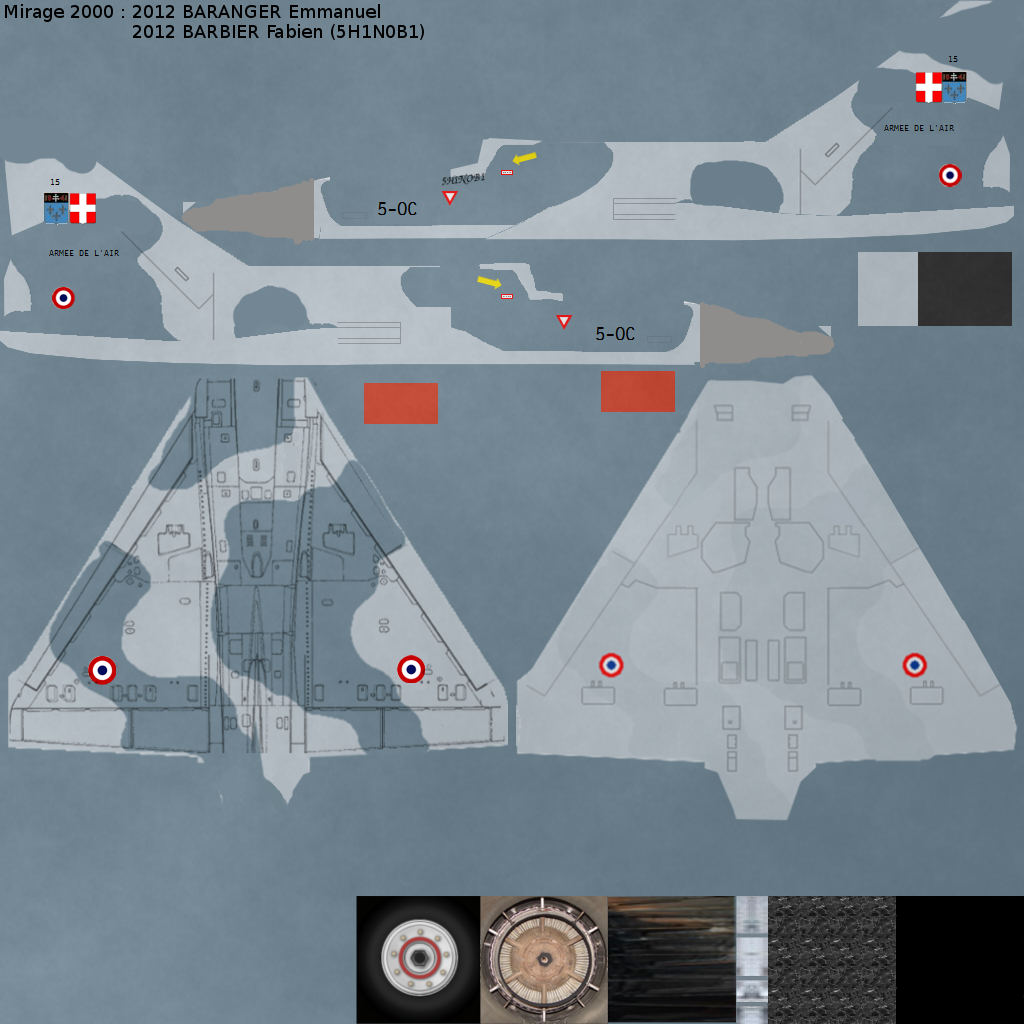 Mirage 2000 : 2012 BARANGER Emmanuel
2012 BARBIER Fabien (5H1N0B1)
15
ARMEE DE L'AIR
5H1N0B1
15
5-OC
ARMEE DE L'AIR
5-OC